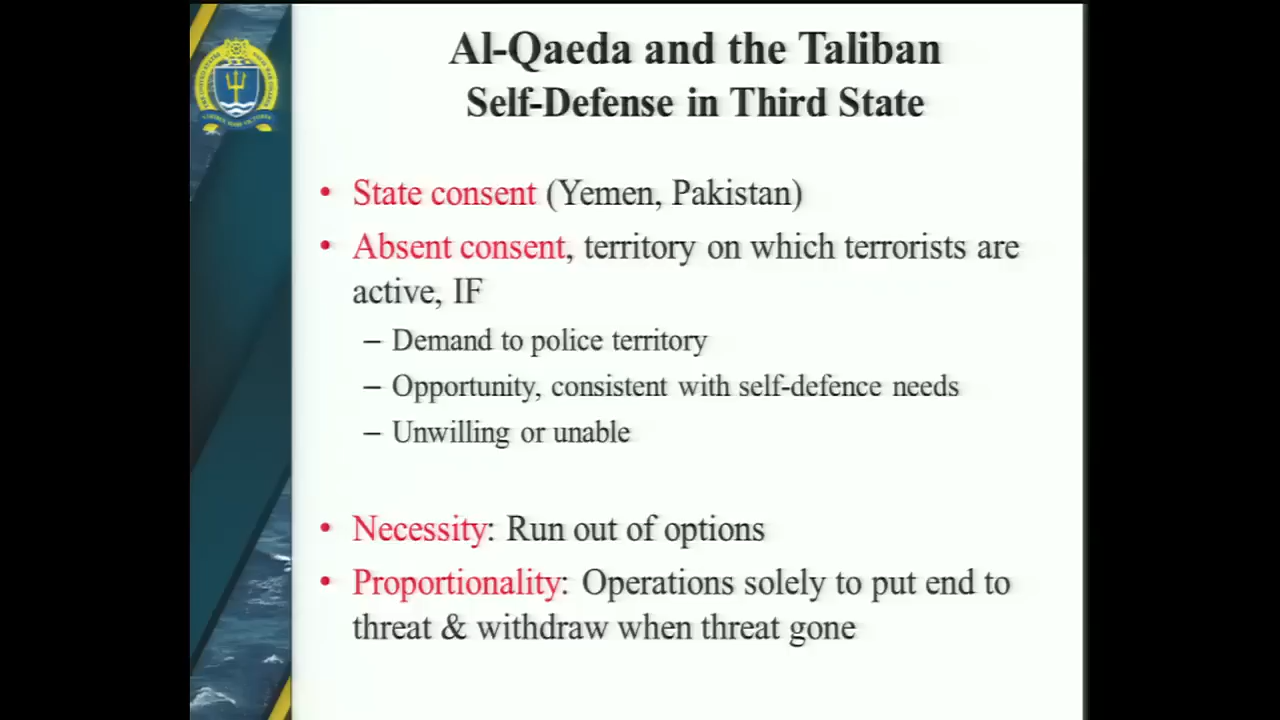 Al-Qaeda and the Taliban
Self-Defense in Third State
• State consent (Yemen, Pakistan)
• Absent consent, territory on which terrorists are
active, IF
– Demand to police territory
– Opportunity, consistent with self-defence needs
– Unwilling or unable
• Necessity: Run out of options
• Proportionality: Operations solely to put end to
threat & withdraw when threat gone